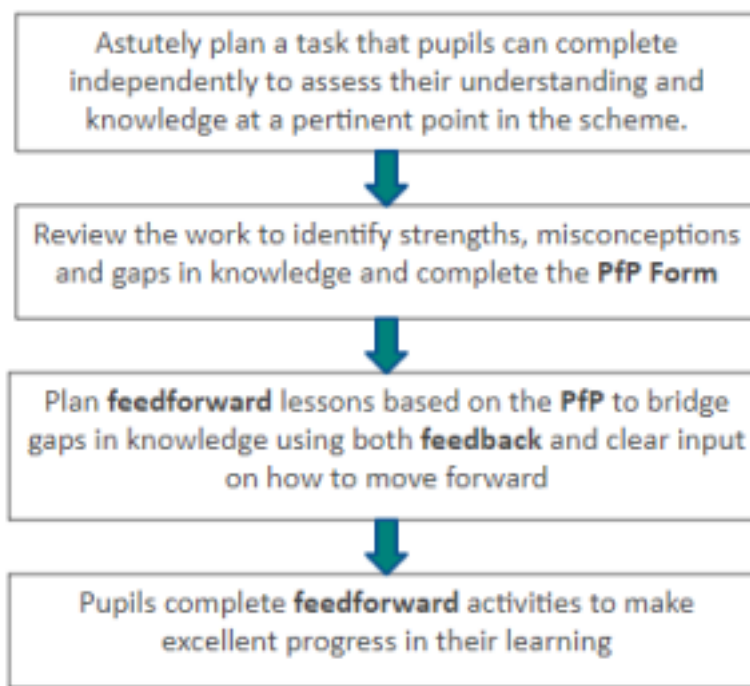 Astutely plan a task that pupils can complete
independently to assess their understanding and
knowledge at a pertinent point in the scheme.
Review the work to identify strengths, misconceptions
and gaps in knowledge and complete the PfP Form
Plan feedforward lessons based on the PfP to bridge
gaps in knowledge using both feedback and clear input
on how to move forward
Pupils complete feedforward activities to make
excellent progress in their learning